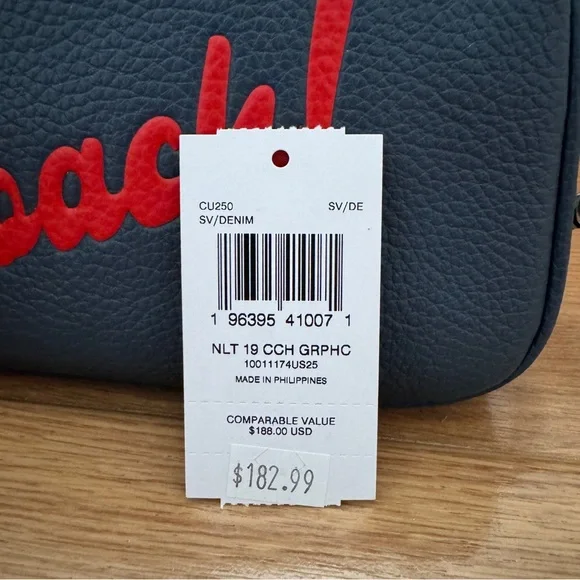 oach!
CU250 SV/DE
SV/DENIM
1 96395 41007 1
NLT 19 CCH GRPHC
10011174US25
MADE IN PHILIPPINES
COMPARABLE VALUE
$188.00 USD
$182.99